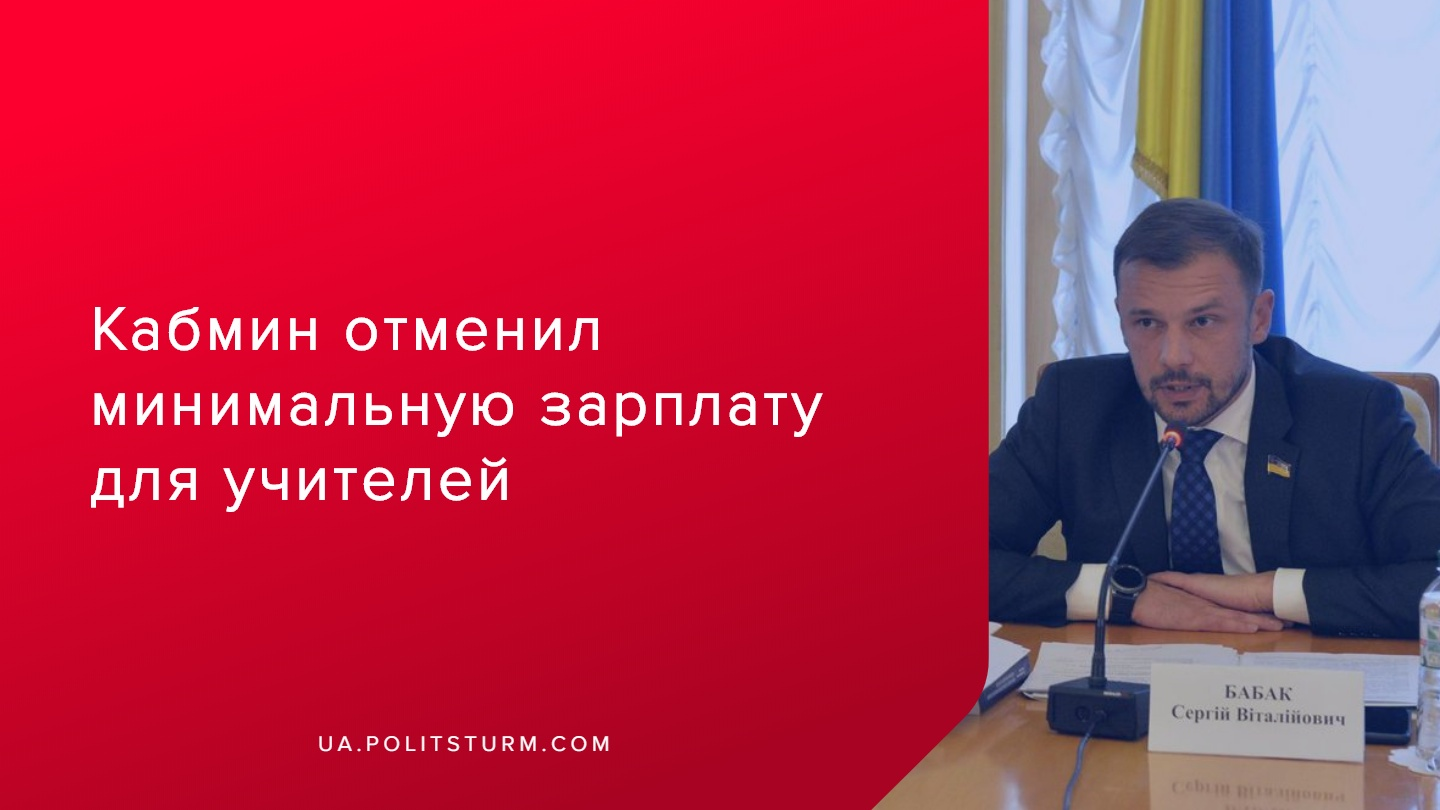 Кабмин отменил
минимальную зарплату
для учителей
UA.POLITSTURM.COM
БАБАК
Сергій Віталійович